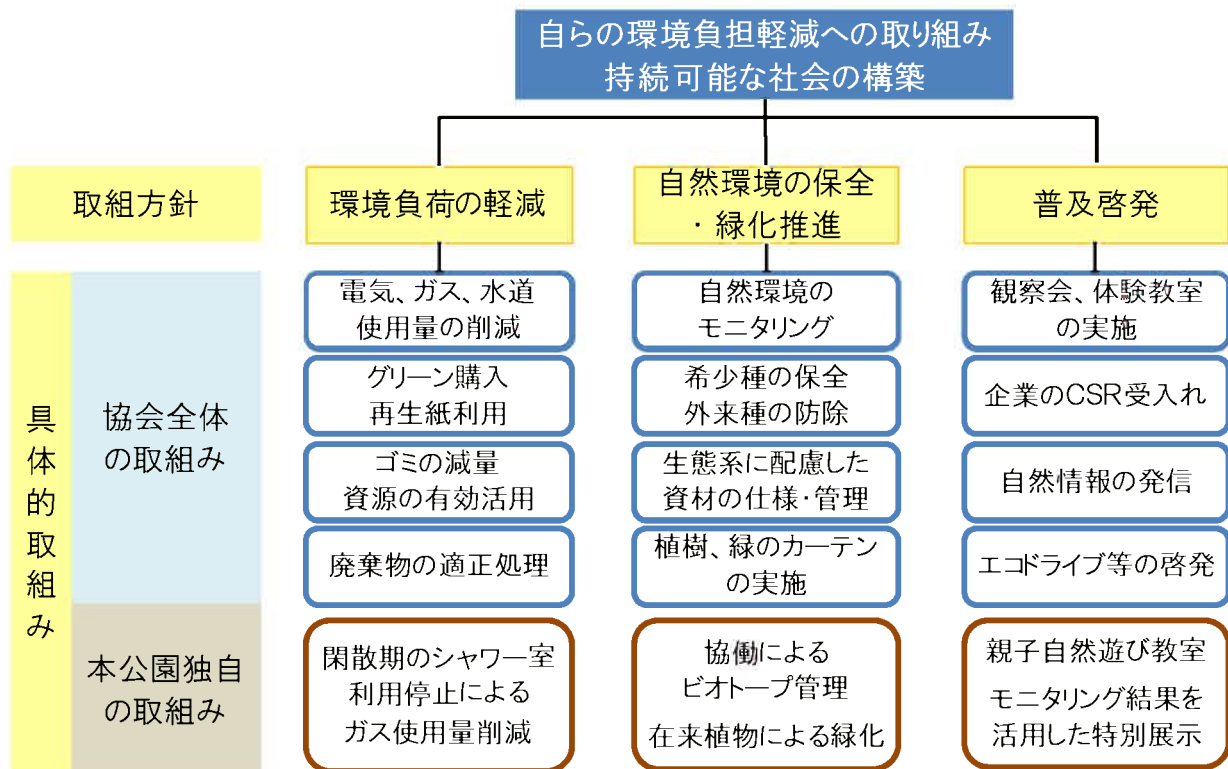 自らの環境負担軽減への取り組み
持続可能な社会の構築
取組方針
環境負荷の軽減
自然環境の保全
・緑化推進
普及啓発
具体的取組み
協会全体
の取組み
電気、ガス、水道
使用量の削減
グリーン購入
再生紙利用
ゴミの減量
資源の有効活用
廃棄物の適正処理
自然環境の
モニタリング
希少種の保全
外来種の防除
生態系に配慮した
資材の仕様・管理
植樹、緑のカーテン
の実施
観察会、体験教室
の実施
企業のCSR受入れ
自然情報の発信
エコドライブ等の啓発
本公園独自
の取組み
閑散期のシャワー室
利用停止による
ガス使用量削減
協働による
ビオトープ管理
在来植物による緑化
親子自然遊び教室
モニタリング結果を
活用した特別展示